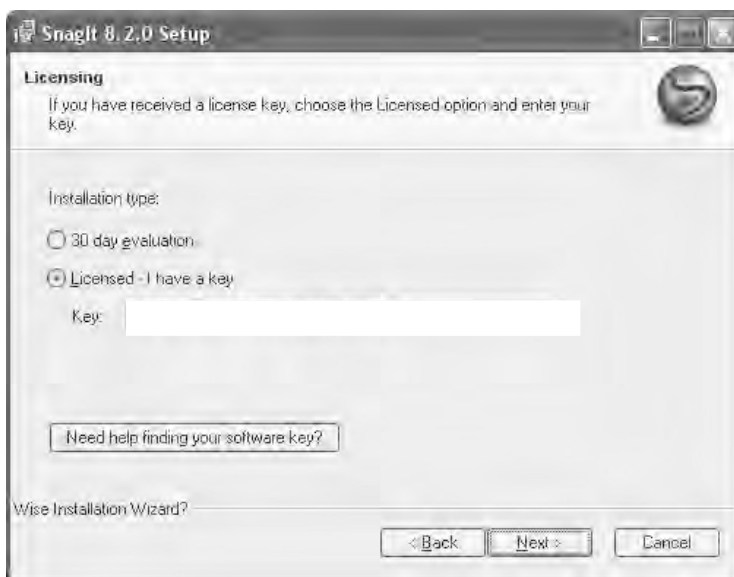 SnagIt 8.2.0 Setup
Licensing
If you have received a license key, choose the Licensed option and enter your
key.
Installation type:
30 day evaluation
Licensed - I have a key
Key:
Need help finding your software key?
Wise Installation Wizard?
< Back
Next >
Cancel